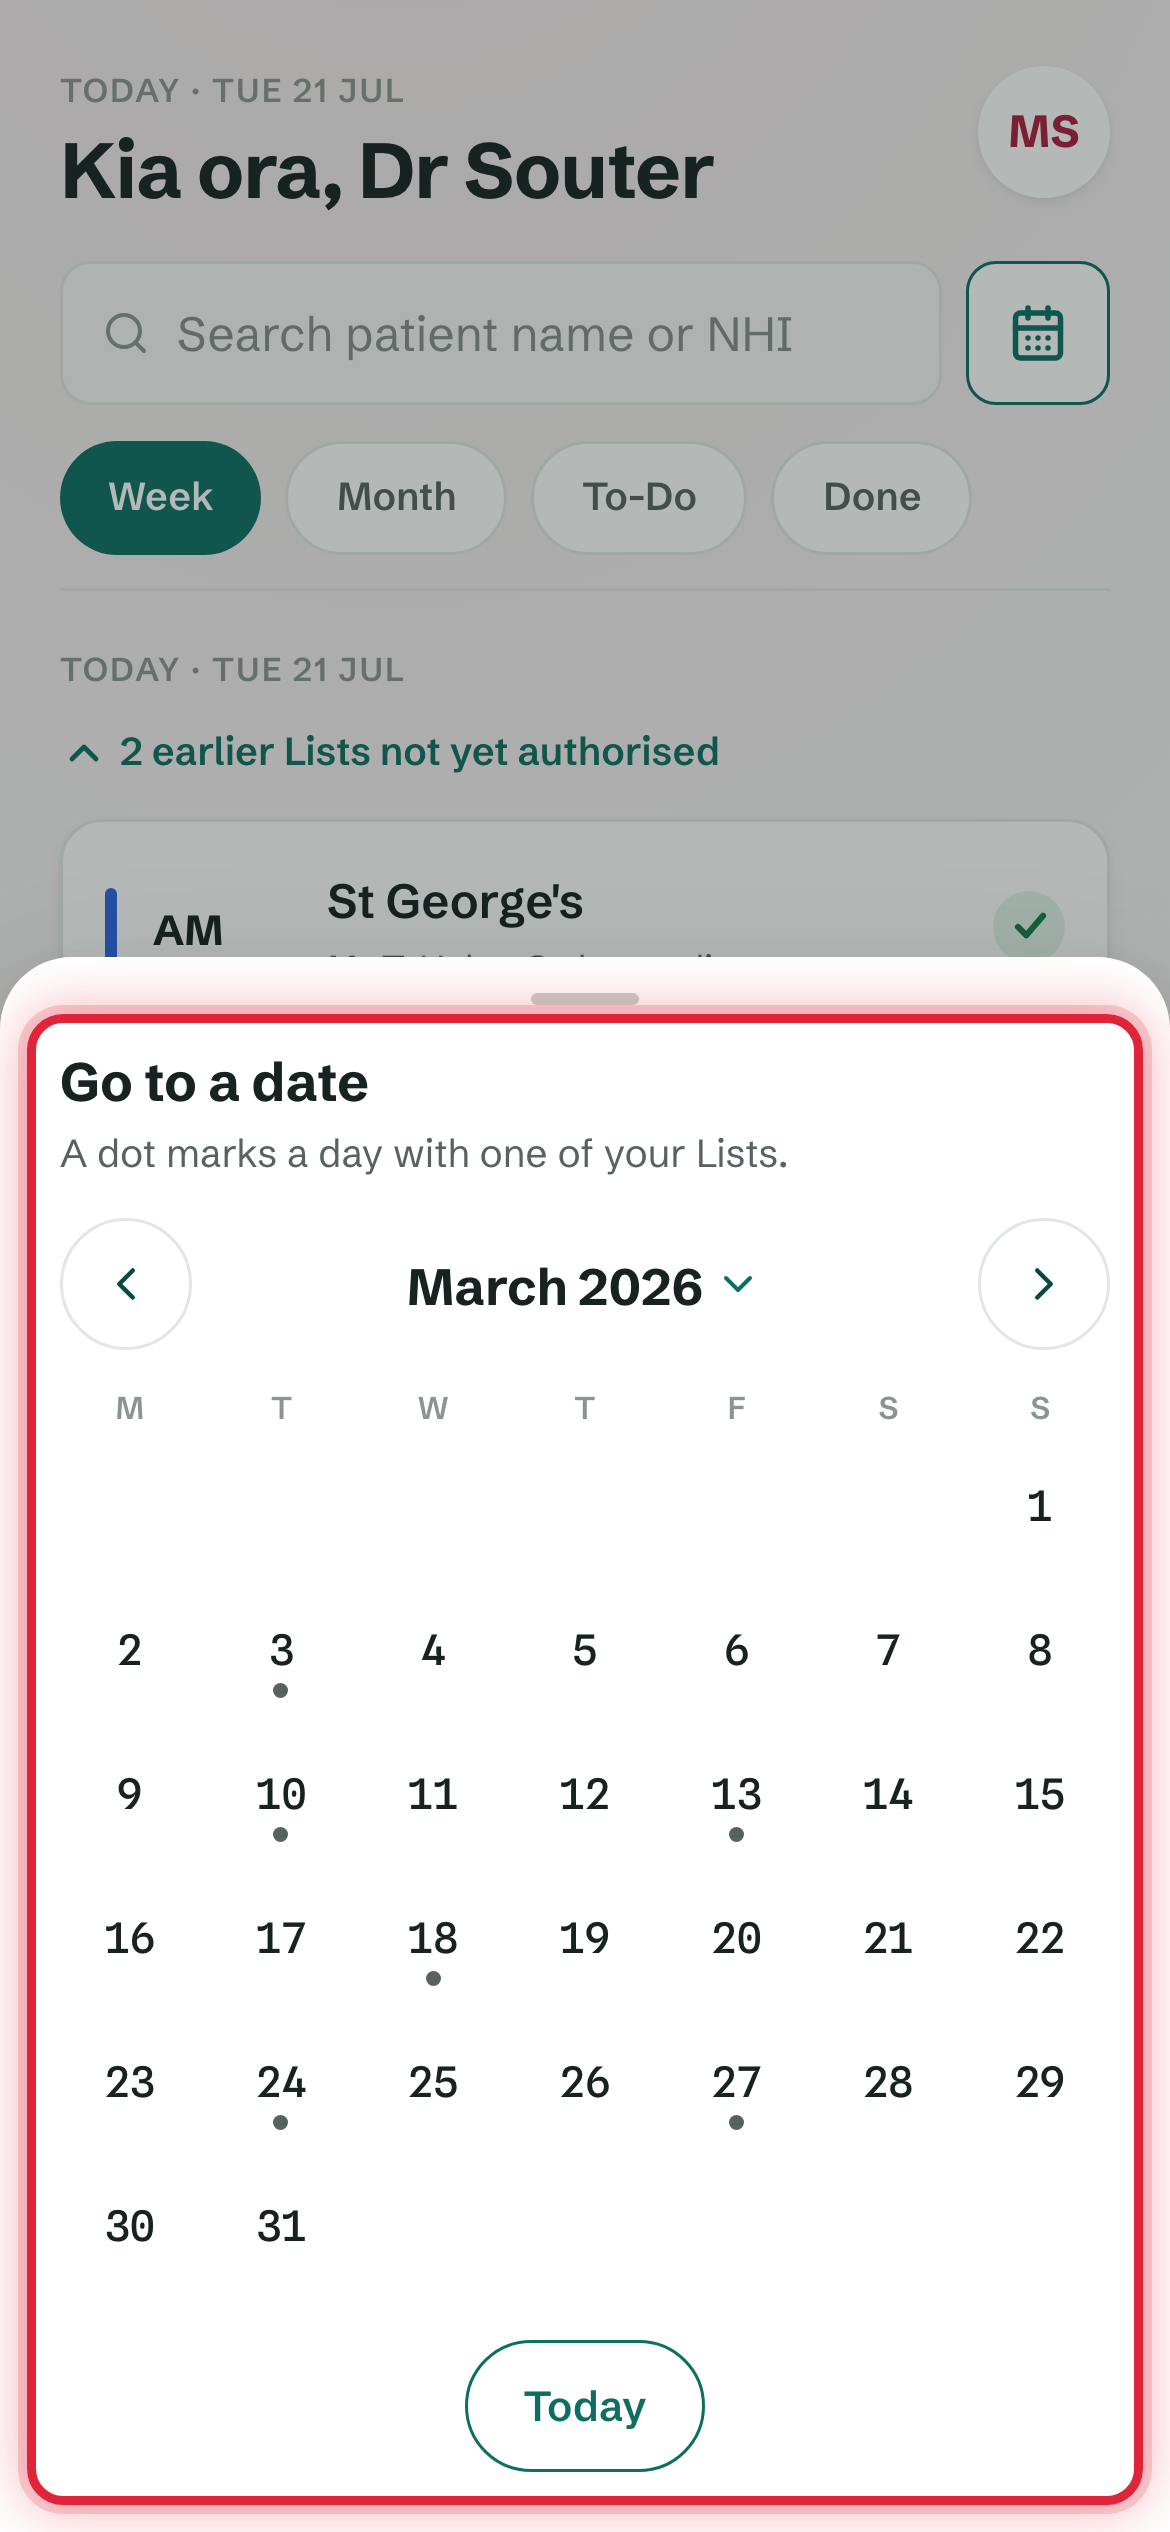 TODAY · TUE 21 JUL
Kia ora, Dr Souter
MS
Search patient name or NHI
Week Month To-Do Done
TODAY · TUE 21 JUL
2 earlier Lists not yet authorised
St George's
AM
Go to a date
A dot marks a day with one of your Lists.
March 2026
M T W T F S S
1
2 3 4 5 6 7 8
9 10 11 12 13 14 15
16 17 18 19 20 21 22
23 24 25 26 27 28 29
30 31
Today